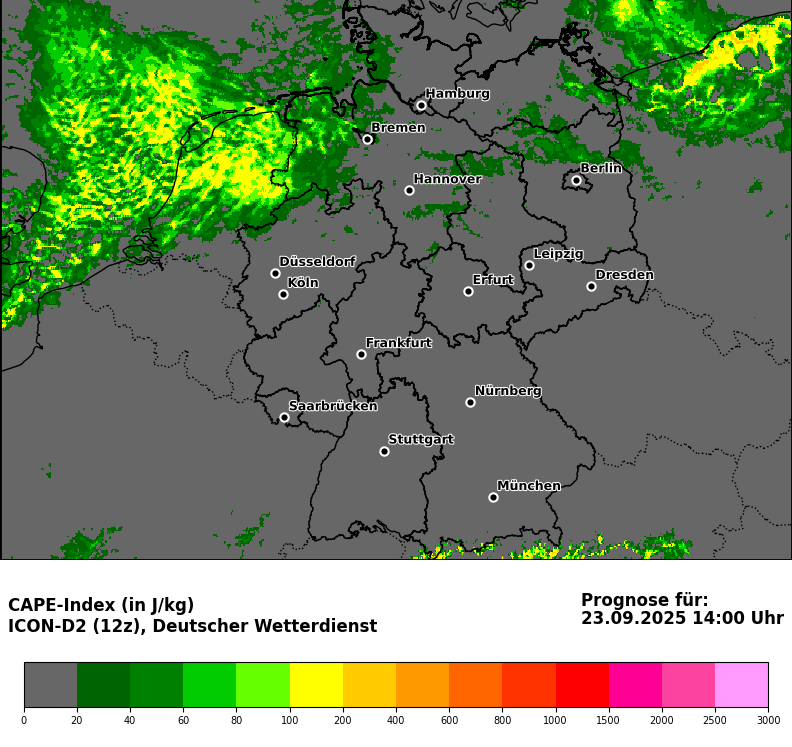 Hamburg
Bremen
Berlin
Hannover
Leipzig
Düsseldorf
Dresden
Erfurt
Köln
Frankfurt
Nürnberg
Saarbrücken
Stuttgart
München
CAPE-Index (in J/kg)
ICON-D2 (12z), Deutscher Wetterdienst
Prognose für:
23.09.2025 14:00 Uhr
0 20 40 60 80 100 200 400 600 800 1000 1500 2000 2500 3000